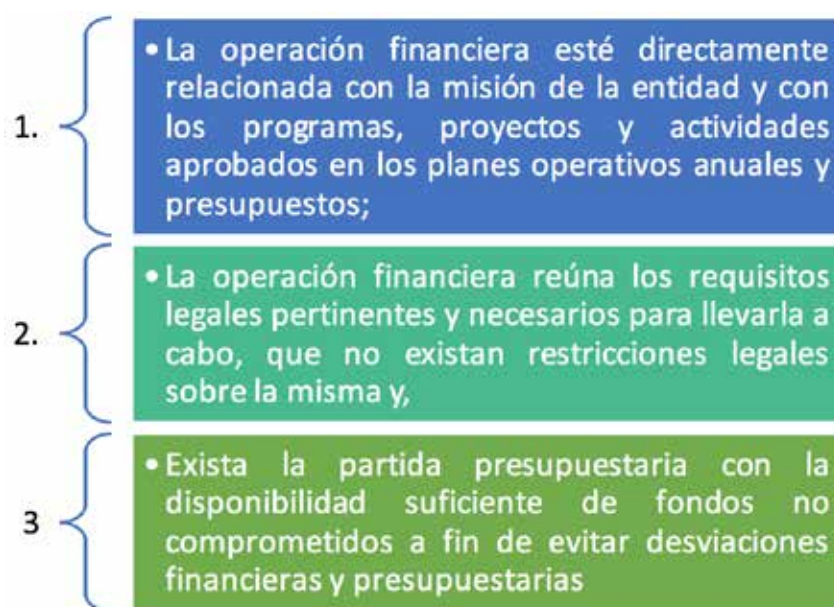 1.
• La operación financiera esté directamente
relacionada con la misión de la entidad y con
los programas, proyectos y actividades
aprobados en los planes operativos anuales y
presupuestos;
2.
• La operación financiera reúna los requisitos
legales pertinentes y necesarios para llevarla a
cabo, que no existan restricciones legales
sobre la misma y,
3
• Exista la partida presupuestaria con la
disponibilidad suficiente de fondos no
comprometidos a fin de evitar desviaciones
financieras y presupuestarias